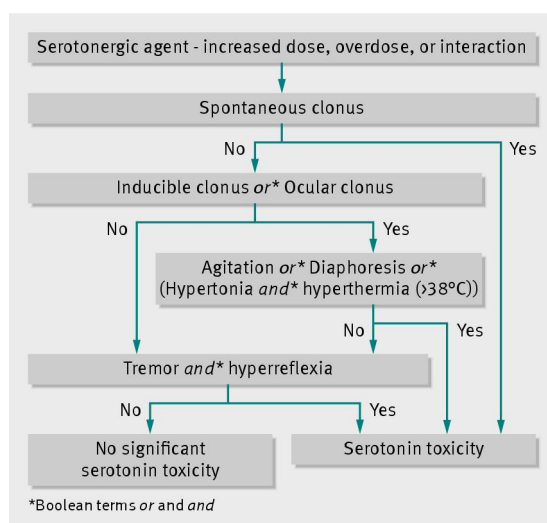 Serotonergic agent - increased dose, overdose, or interaction
Spontaneous clonus
No
Yes
Inducible clonus or* Ocular clonus
No
Yes
Agitation or* Diaphoresis or*
(Hypertonia and* hyperthermia (>38°C))
No
Yes
Tremor and* hyperreflexia
No
Yes
No significant
serotonin toxicity
Serotonin toxicity
*Boolean terms or and and